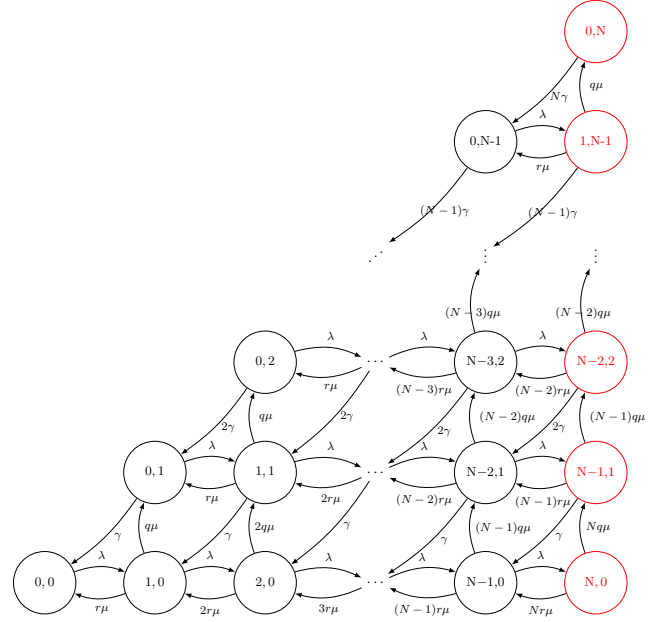 0,N
qμ
Nγ
λ
0,N-1
1,N-1
rμ
(N − 1)γ
(N − 1)γ
⋰
⋮
⋮
(N − 3)qμ
(N − 2)qμ
λ
λ
λ
0, 2
⋯
N−3,2
N−2,2
rμ
(N − 3)rμ
(N − 2)rμ
2γ
qμ
2γ
2γ
(N − 2)qμ
2γ
(N − 1)qμ
λ
λ
λ
λ
0, 1
1, 1
⋯
N−2,1
N−1,1
rμ
2rμ
(N − 2)rμ
(N − 1)rμ
γ
qμ
γ
2qμ
γ
γ
(N − 1)qμ
γ
Nqμ
λ
λ
λ
λ
λ
0, 0
1, 0
2, 0
⋯
N−1,0
N, 0
rμ
2rμ
3rμ
(N − 1)rμ
Nrμ